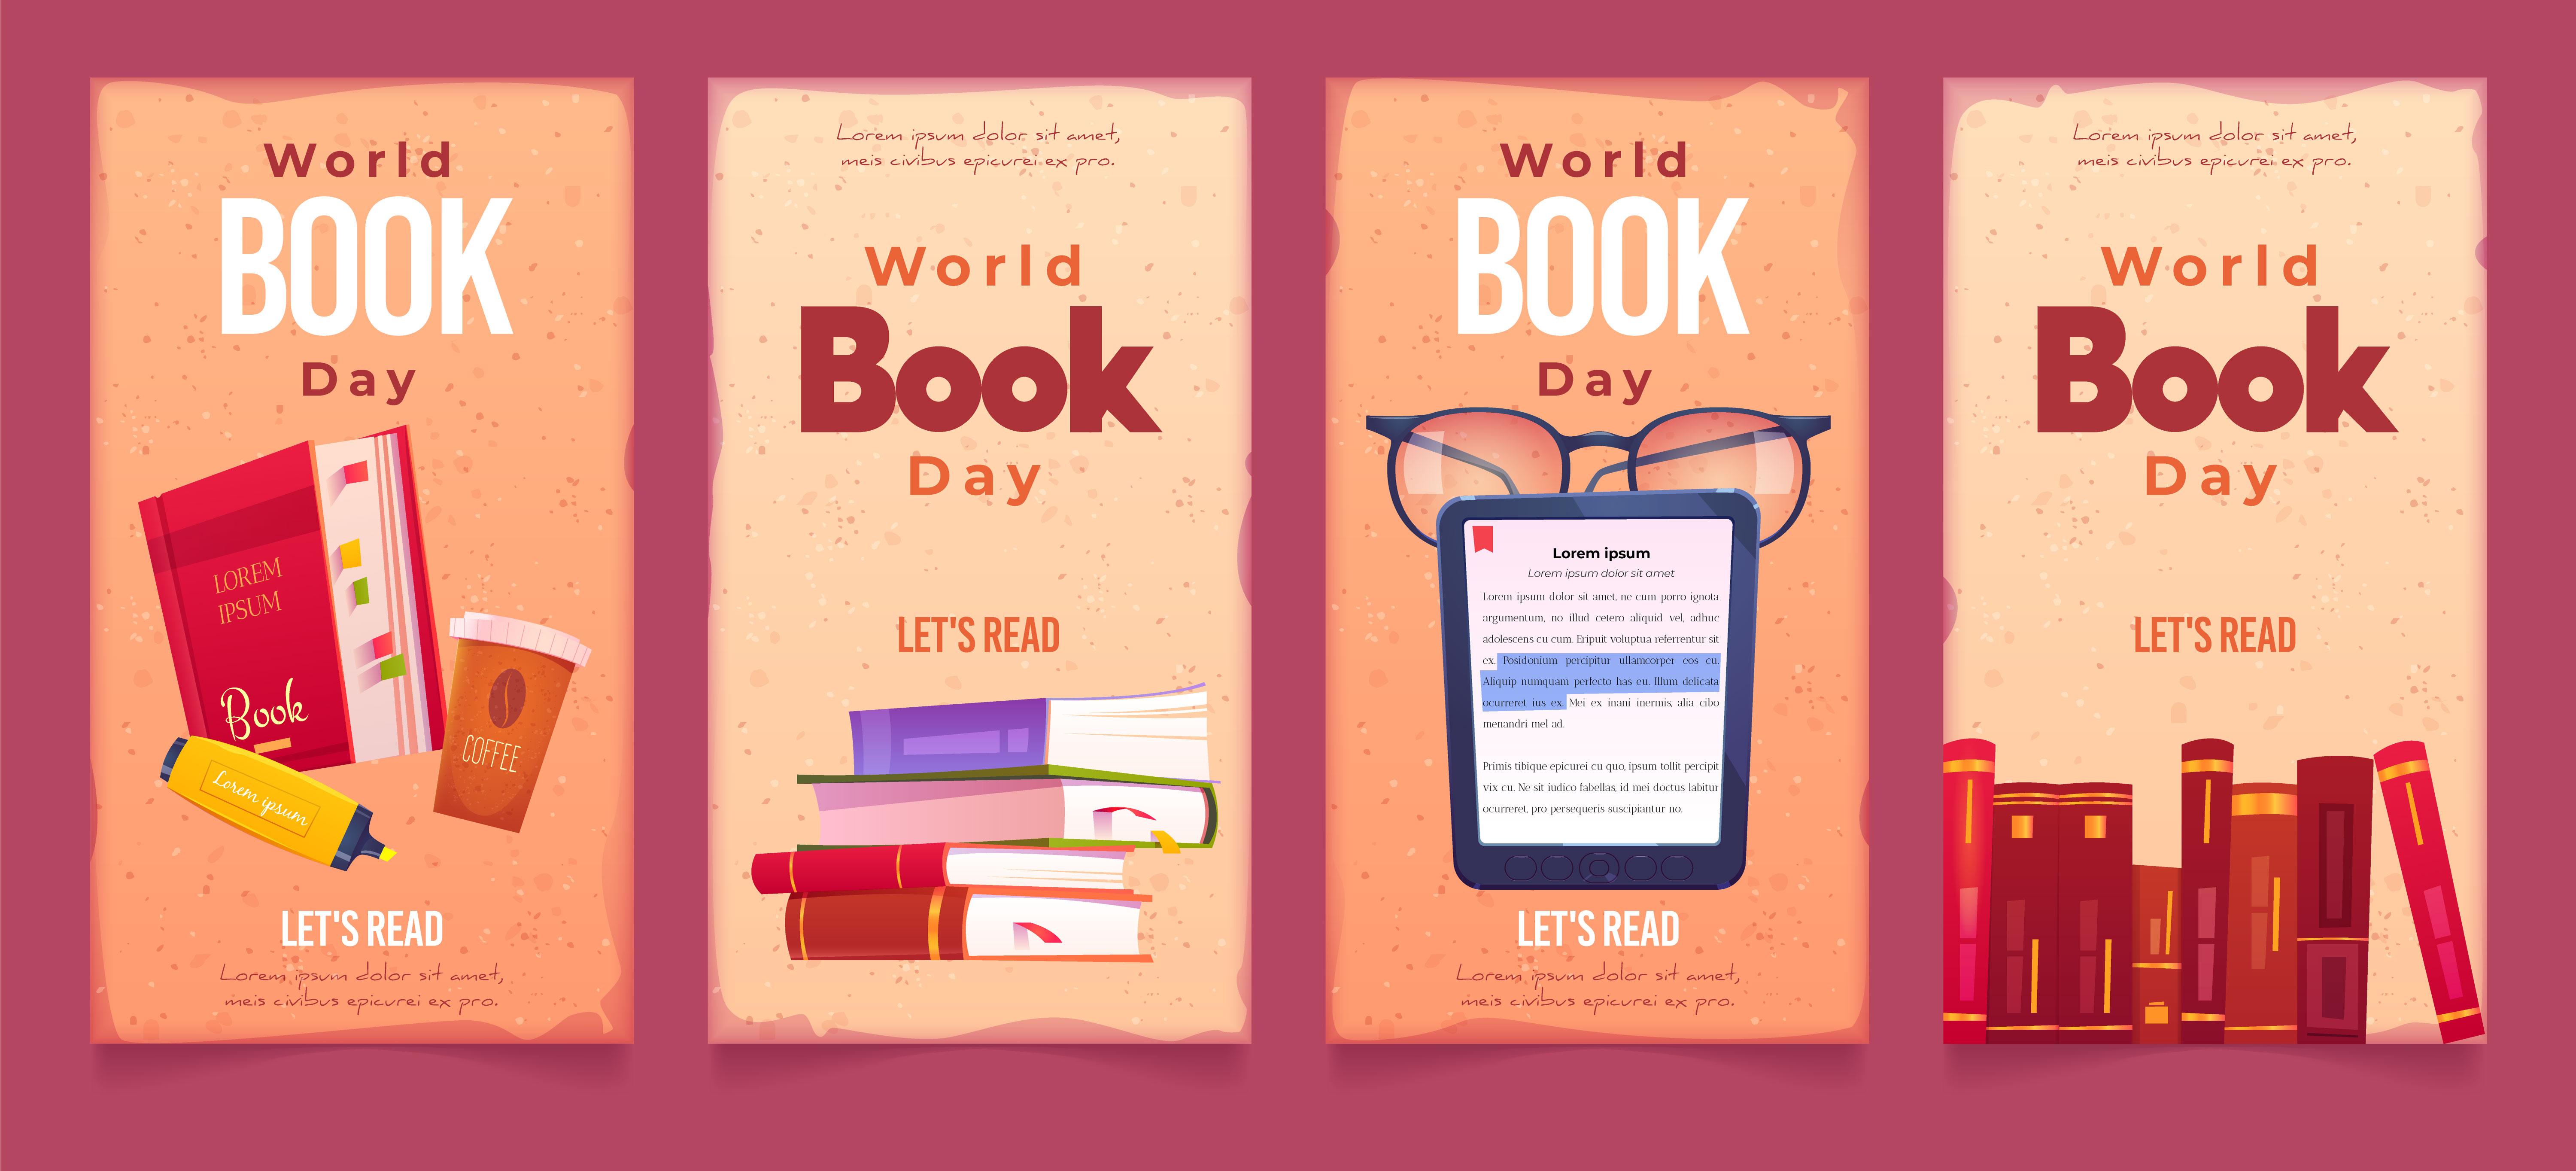 World
BOOK
Day
LOREM
IPSUM
Book
COFFEE
Lorem ipsum
LET'S READ
Lorem ipsum dolor sit amet,
meis civibus epicurei ex pro.
Lorem ipsum dolor sit amet,
meis civibus epicurei ex pro.
World
Book
Day
LET'S READ
World
BOOK
Day
Lorem ipsum
Lorem ipsum dolor sit amet
Lorem ipsum dolor sit amet, ne cum porro ignota
argumentum, no illud cetero aliquid vel, adhuc
adolescens cu cum. Eripuit voluptua referrentur sit
ex. Posidonium percipitur ullamcorper eos cu.
Aliquip numquam perfecto has eu. Illum delicata
ocurreret ius ex. Mei ex inani inermis, alia cibo
menandri mel ad.
Primis tibique epicurei cu quo, ipsum tollit percipit
vix cu. Ne sit iudico fabellas, id mei doctus labitur
ocurreret, pro persequeris suscipiantur no.
LET'S READ
Lorem ipsum dolor sit amet,
meis civibus epicurei ex pro.
Lorem ipsum dolor sit amet,
meis civibus epicurei ex pro.
World
Book
Day
LET'S READ